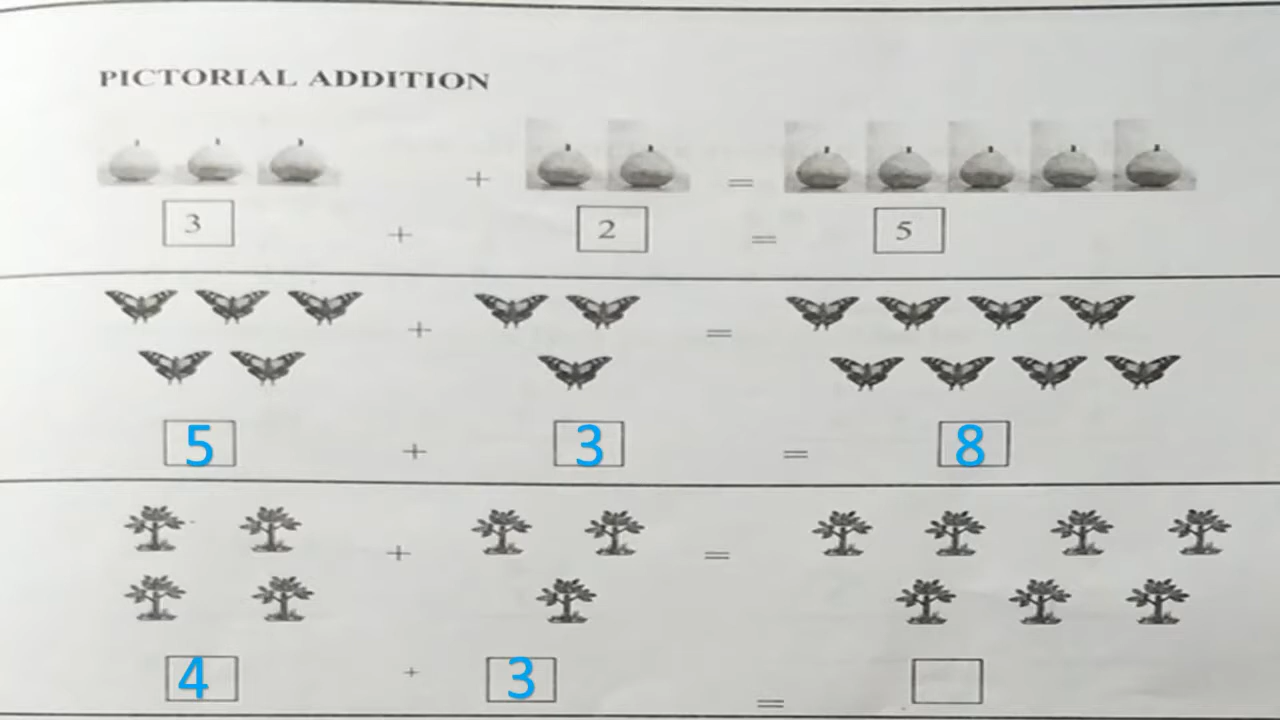 PICTORIAL ADDITION
+ =
3 + 2 = 5
+ =
5 + 3 = 8
+ =
4 + 3 =